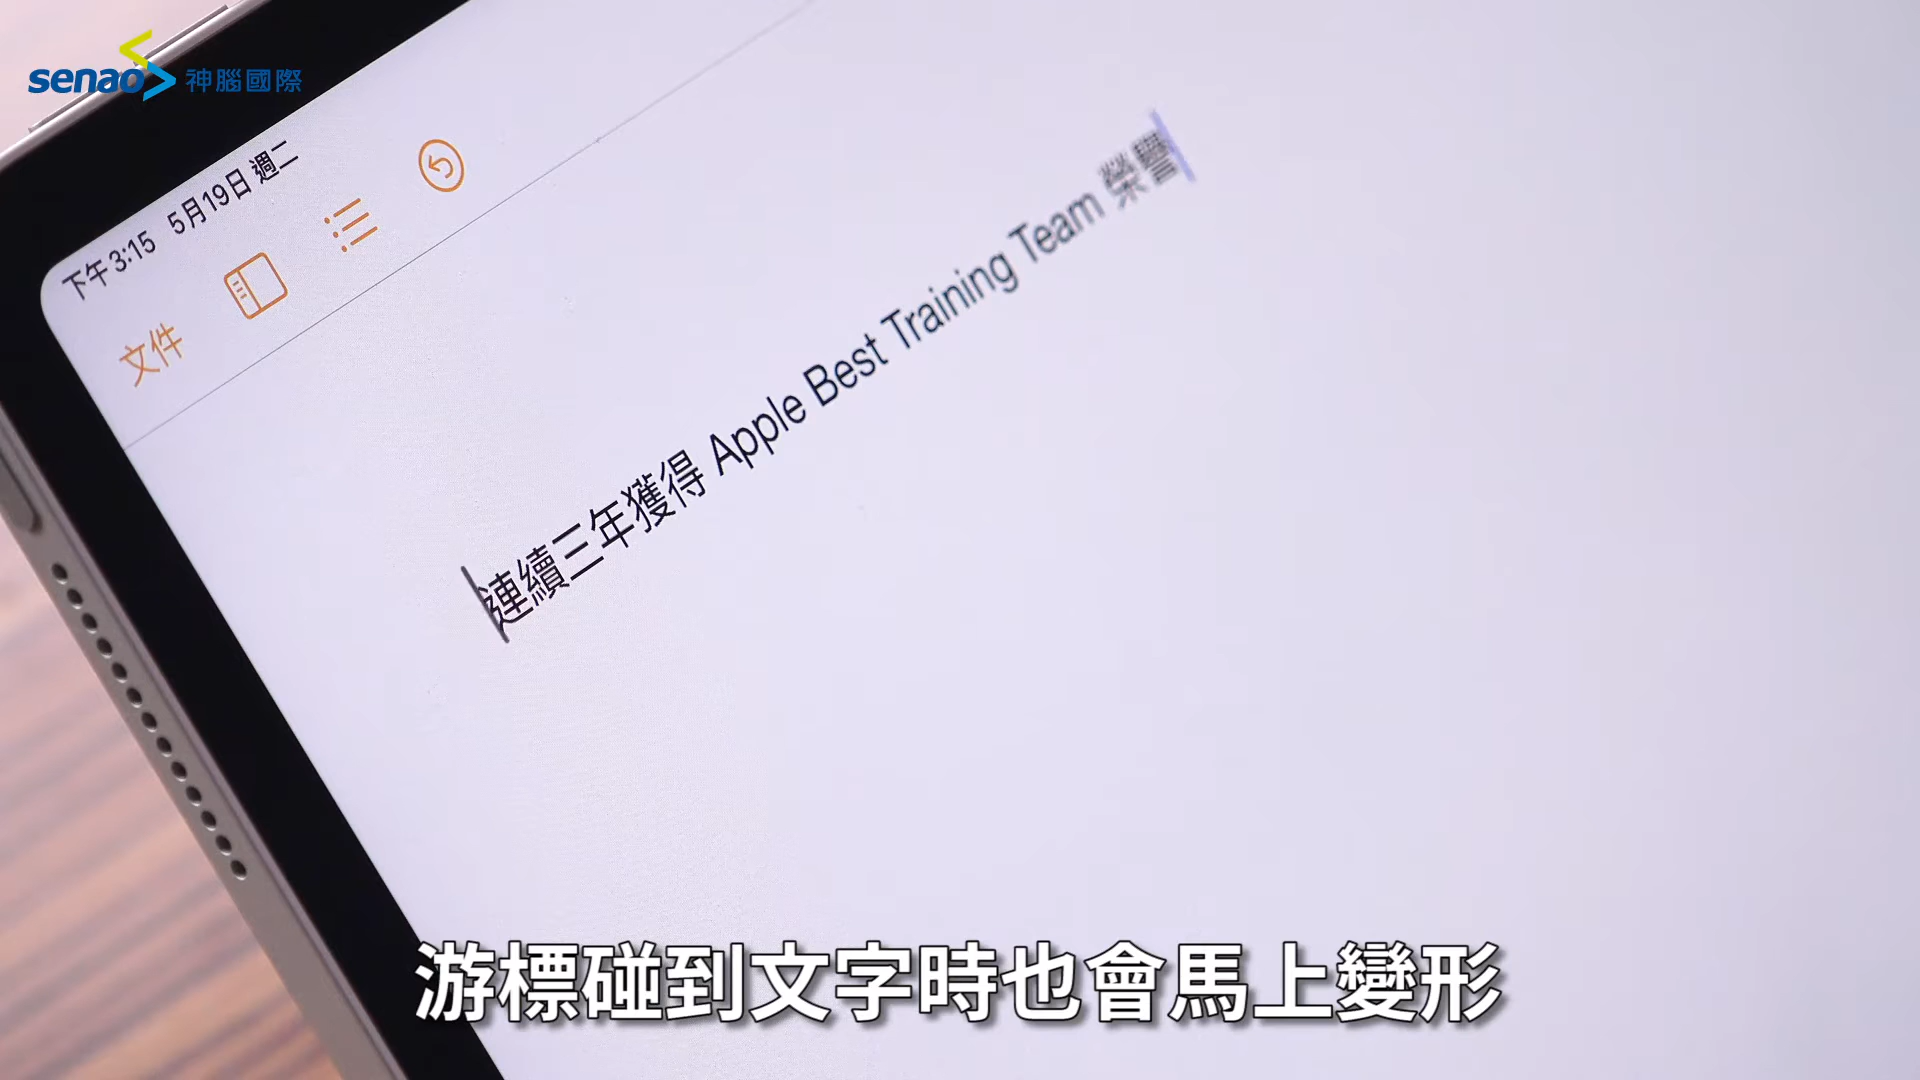 senao 神腦國際
下午3:15 5月19日 週二
文件
連續三年獲得 Apple Best Training Team 榮譽
游標碰到文字時也會馬上變形